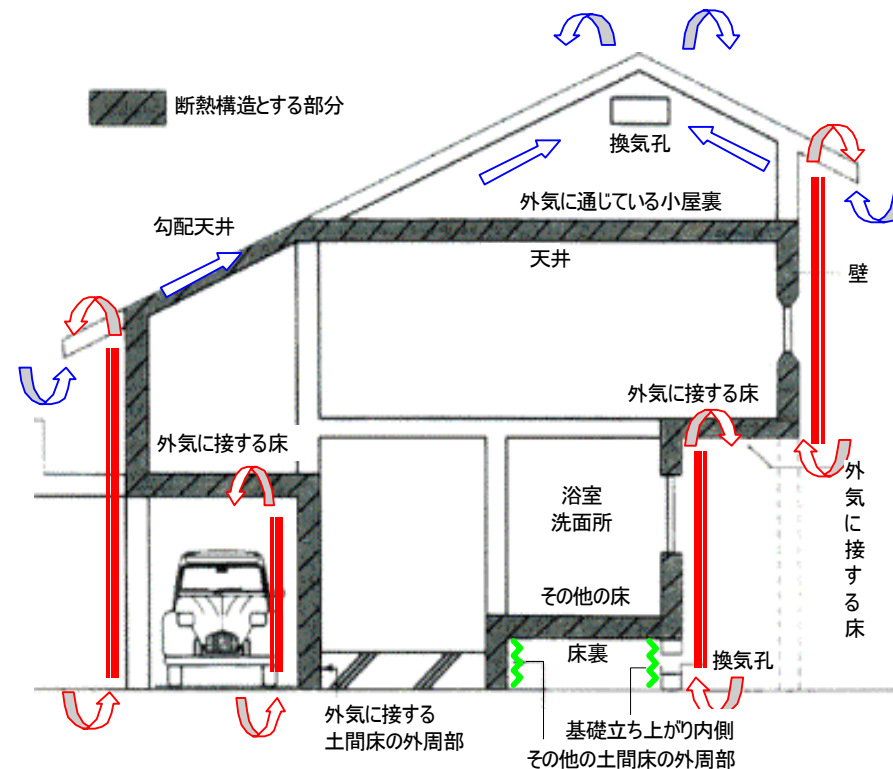 断熱構造とする部分
換気孔
外気に通じている小屋裏
勾配天井
天井
壁
外気に接する床
外気に接する床
外気に接する床
浴室
洗面所
その他の床
床裏
換気孔
外気に接する
土間床の外周部
基礎立ち上がり内側
その他の土間床の外周部